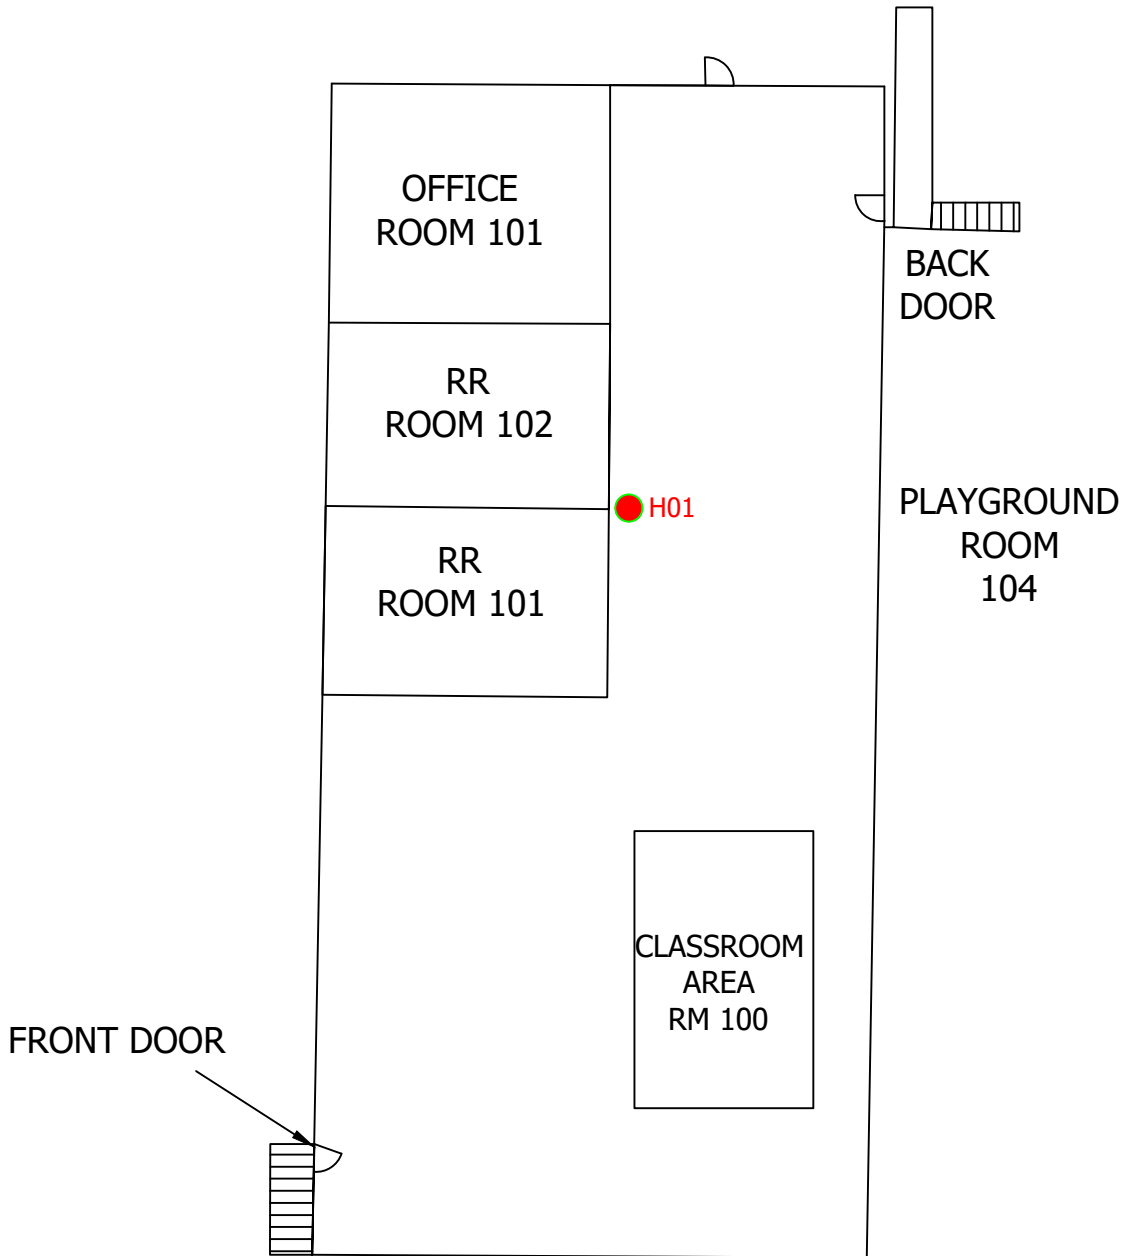 OFFICE
ROOM 101
BACK
DOOR
RR
ROOM 102
PLAYGROUND
ROOM
104
H01
RR
ROOM 101
CLASSROOM
AREA
RM 100
FRONT DOOR